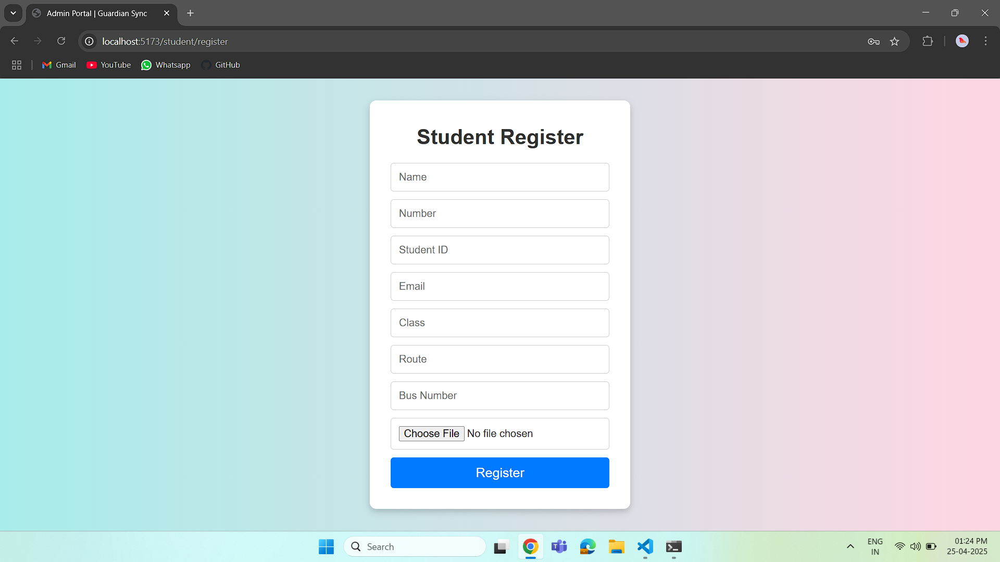 Admin Portal | Guardian Sync
localhost:5173/student/register
Gmail YouTube Whatsapp GitHub
Student Register
Name
Number
Student ID
Email
Class
Route
Bus Number
Choose File No file chosen
Register
Search
ENG
IN
01:24 PM
25-04-2025